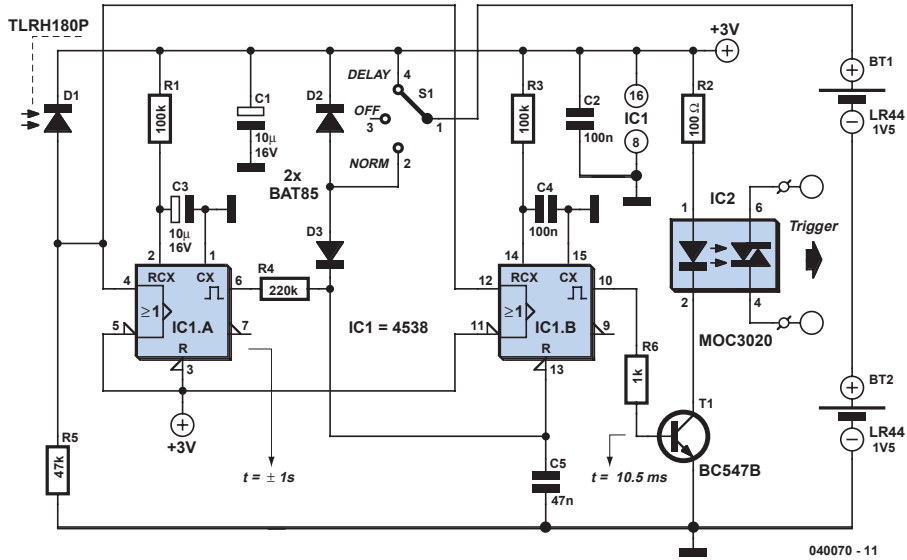 TLRH180P
+3V
DELAY
4
S1
OFF
3
1
NORM
2
D1
R1
100k
C1
10µ
16V
D2
2x
BAT85
R3
100k
C2
100n
16
IC1
8
R2
100 Ω
BT1
LR44
1V5
C3
10µ
16V
D3
C4
100n
IC2
1
6
2
4
Trigger
MOC3020
2
1
4
RCX
CX
6
≥1
5
IC1.A
7
R
3
R4
220k
IC1 = 4538
14
15
12
RCX
CX
10
≥1
11
IC1.B
9
R
13
R6
1k
T1
BC547B
BT2
LR44
1V5
+3V
R5
47k
t = ± 1s
C5
47n
t = 10.5 ms
040070 - 11